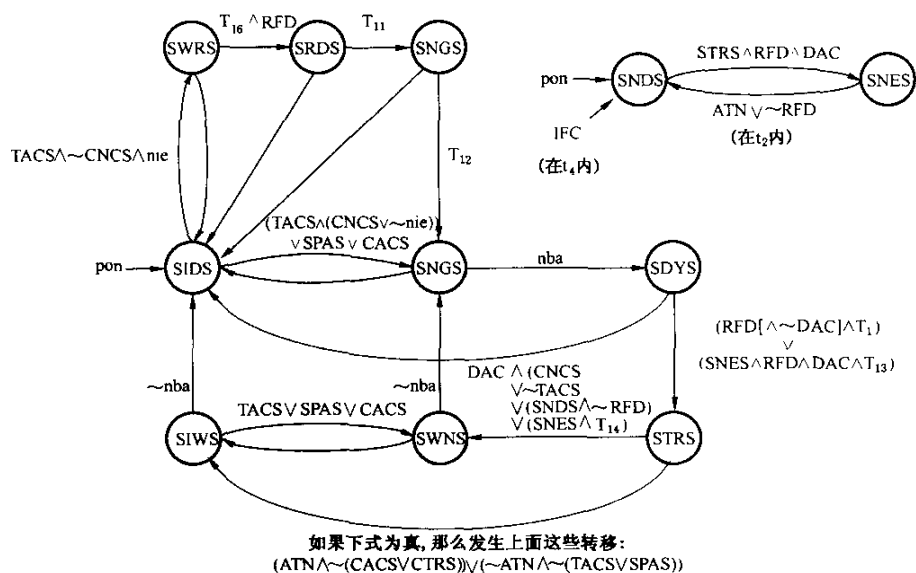 T16 ∧RFD
T11
SWRS
SRDS
SNGS
STRS∧RFD∧DAC
pon
SNDS
SNES
ATN∨~RFD
(在t2内)
IFC
(在t4内)
TACS∧~CNCS∧nie
T12
(TACS∧(CNCS∨~nie))
∨SPAS∨CACS
pon
SIDS
SNGS
nba
SDYS
(RFD[∧~DAC]∧T1)
∨
(SNES∧RFD∧DAC∧T13)
~nba
~nba
DAC ∧(CNCS
∨~TACS
∨(SNDS∧~RFD)
∨(SNES∧T14)
TACS∨SPAS∨CACS
SIWS
SWNS
STRS
如果下式为真,那么发生上面这些转移:
(ATN∧~(CACS∨CTRS))∨(~ATN∧~(TACS∨SPAS))